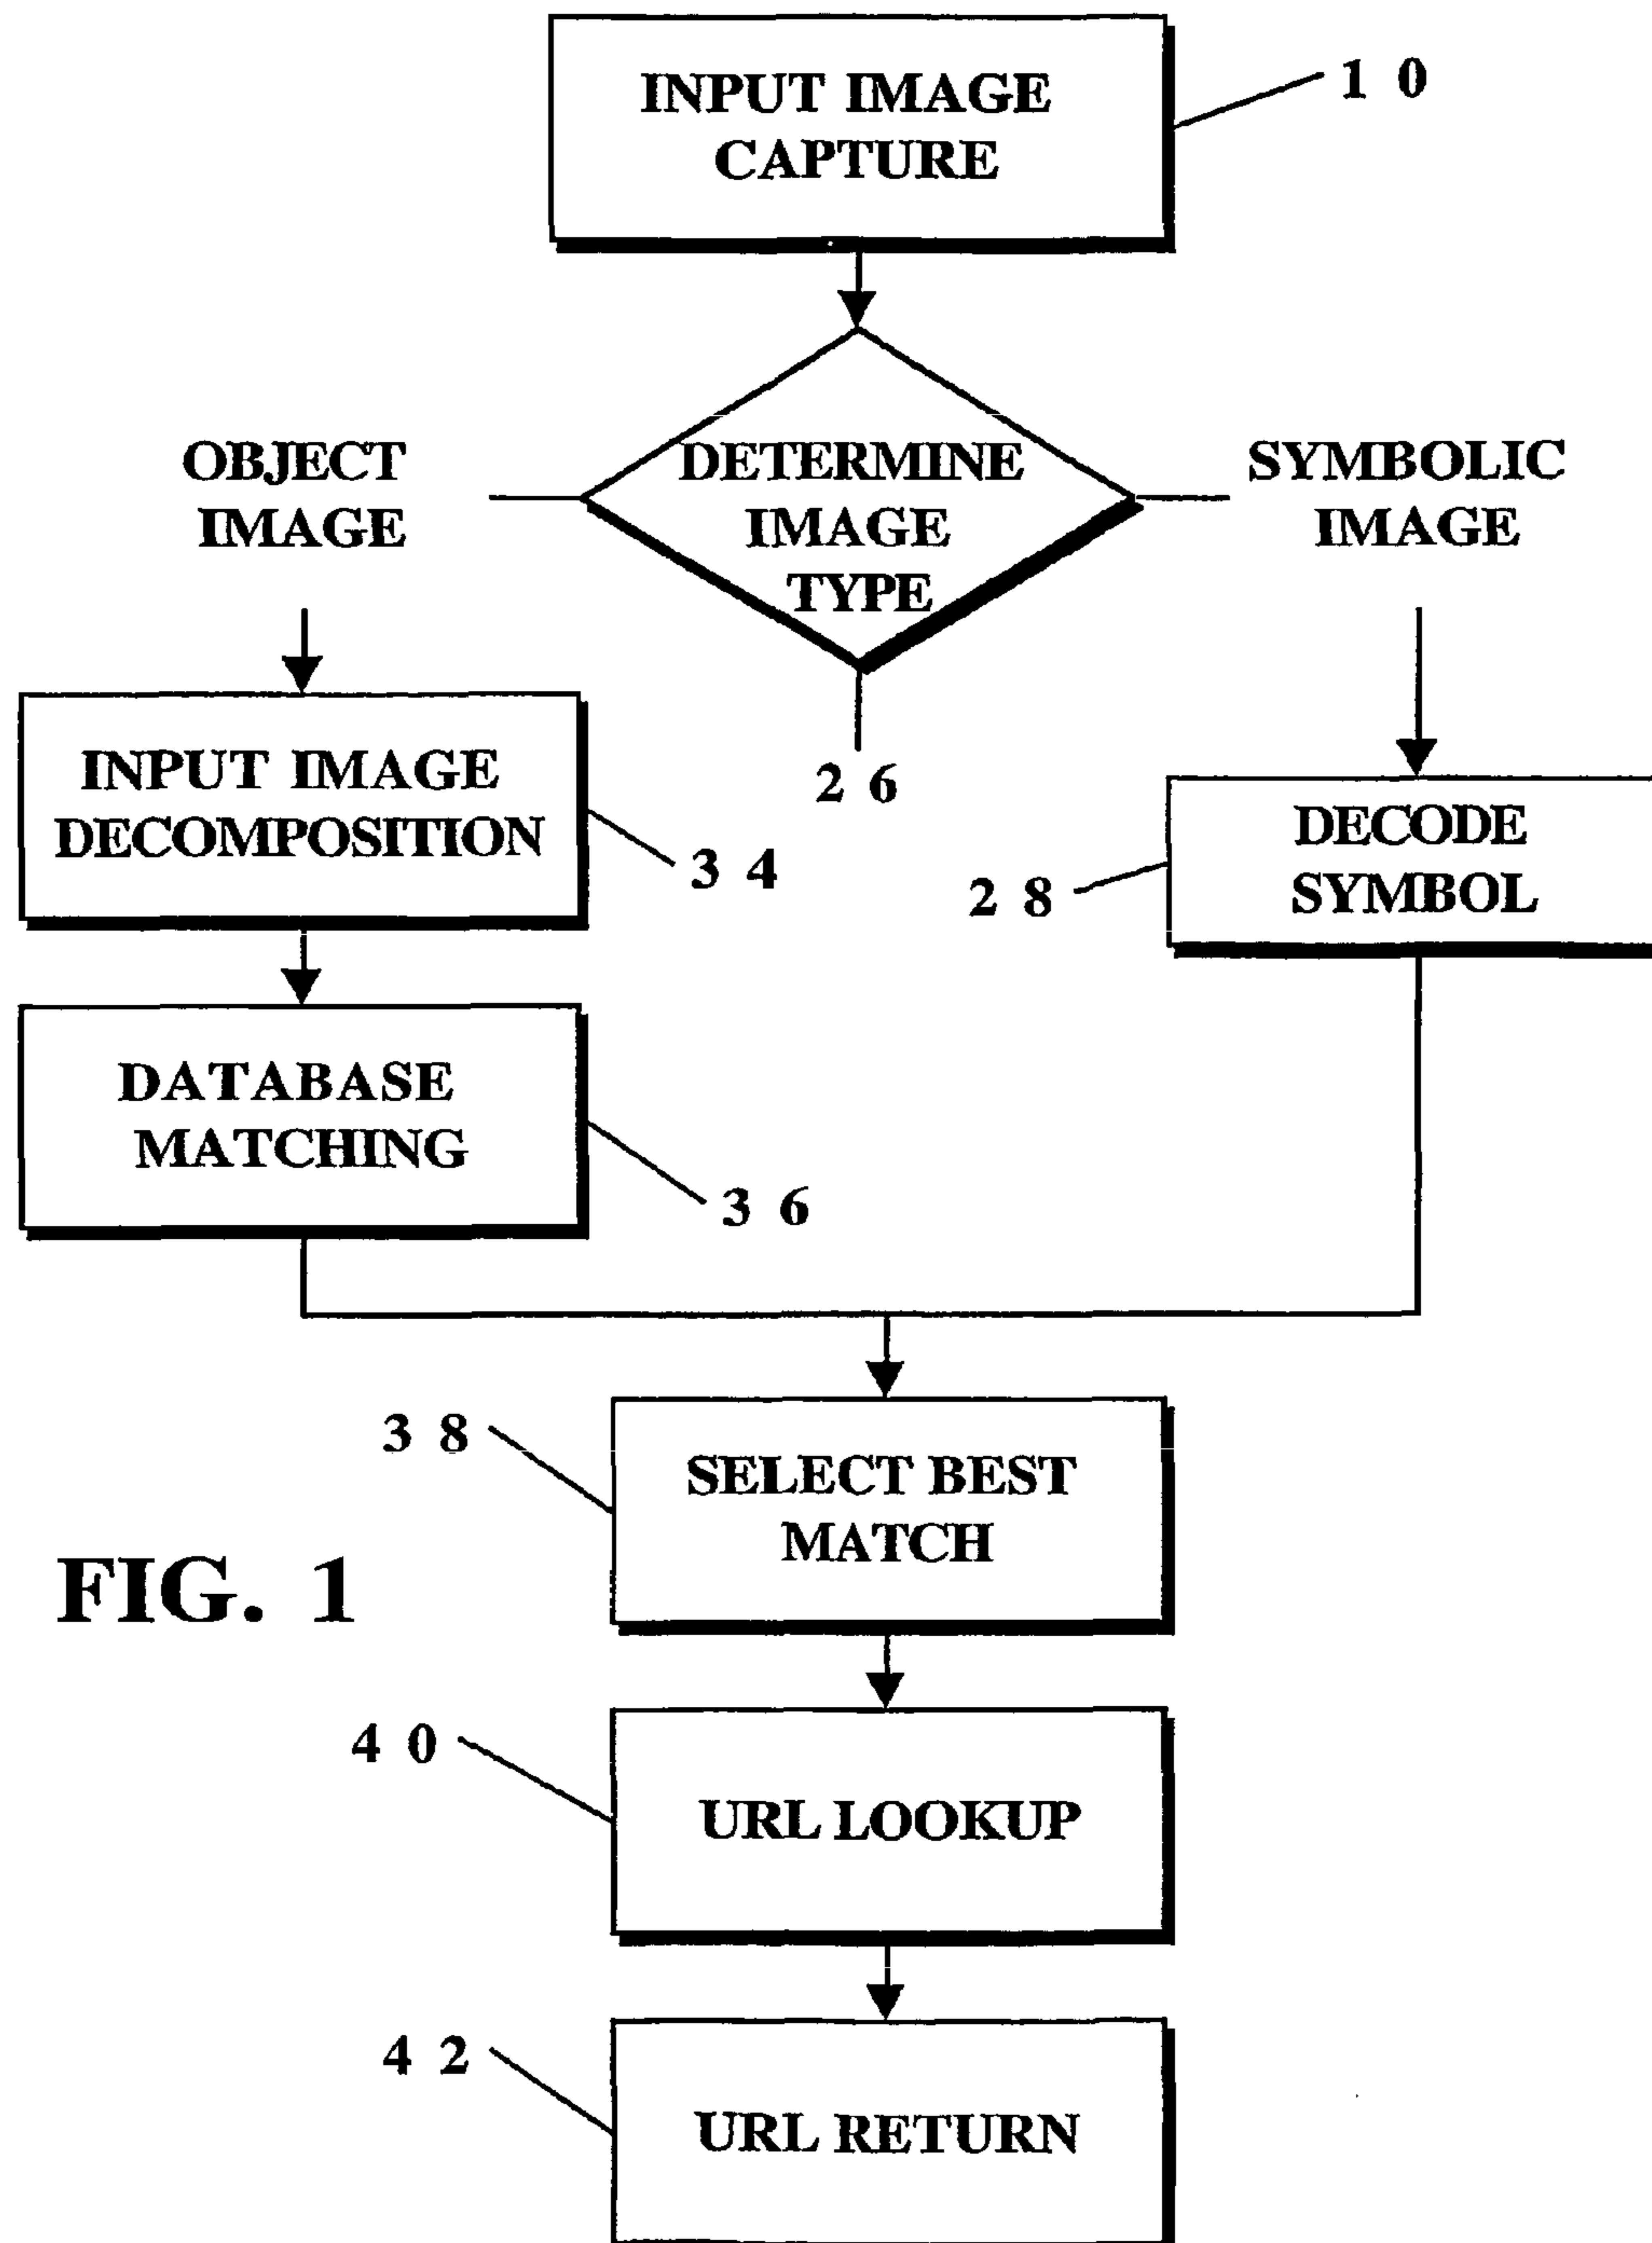 INPUT IMAGE
CAPTURE
1 0
OBJECT
IMAGE
DETERMINE
IMAGE
TYPE
SYMBOLIC
IMAGE
2 6
INPUT IMAGE
DECOMPOSITION
3 4
2 8
DECODE
SYMBOL
DATABASE
MATCHING
3 6
3 8
SELECT BEST
MATCH
FIG. 1
4 0
URL LOOKUP
4 2
URL RETURN